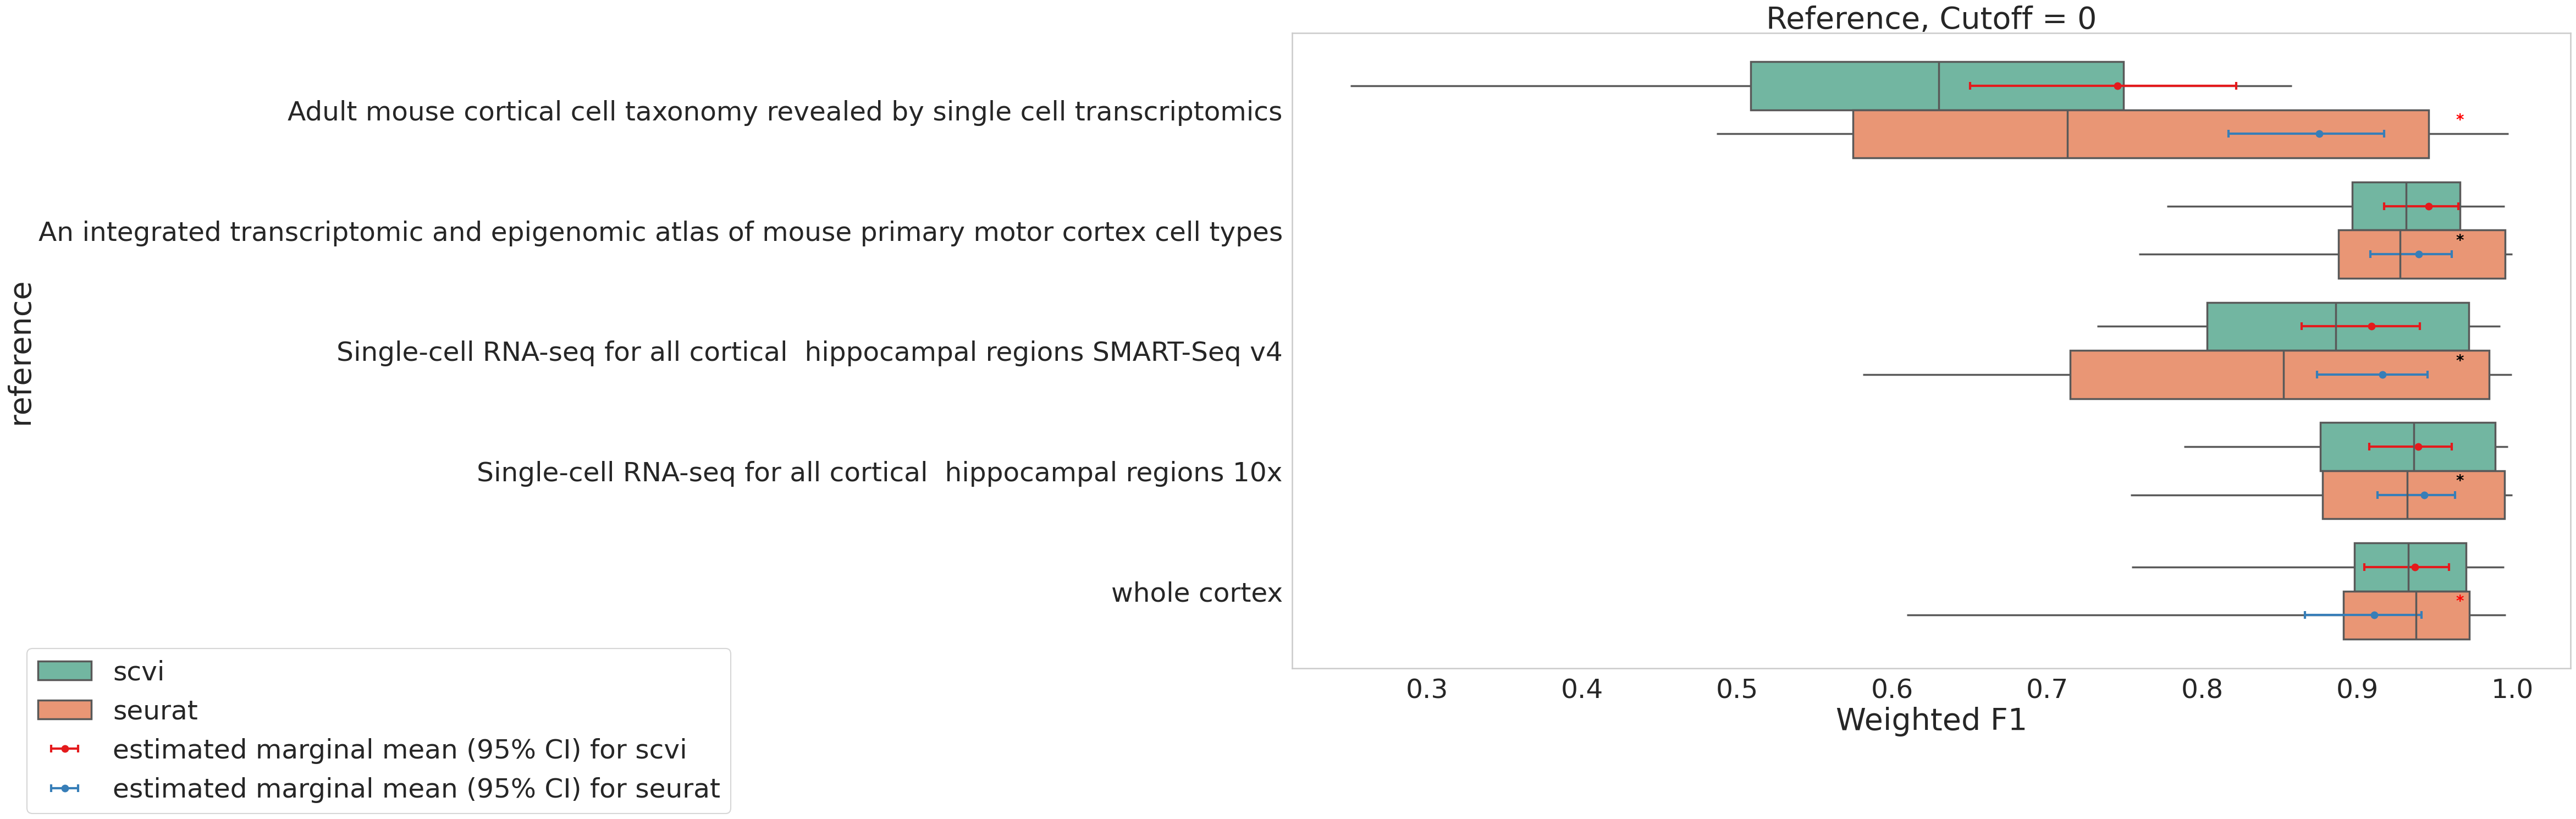 Reference, Cutoff = 0
Adult mouse cortical cell taxonomy revealed by single cell transcriptomics
*
An integrated transcriptomic and epigenomic atlas of mouse primary motor cortex cell types
*
Single-cell RNA-seq for all cortical  hippocampal regions SMART-Seq v4
*
Single-cell RNA-seq for all cortical  hippocampal regions 10x
*
whole cortex
*
reference
0.3 0.4 0.5 0.6 0.7 0.8 0.9 1.0
Weighted F1
scvi
seurat
estimated marginal mean (95% CI) for scvi
estimated marginal mean (95% CI) for seurat